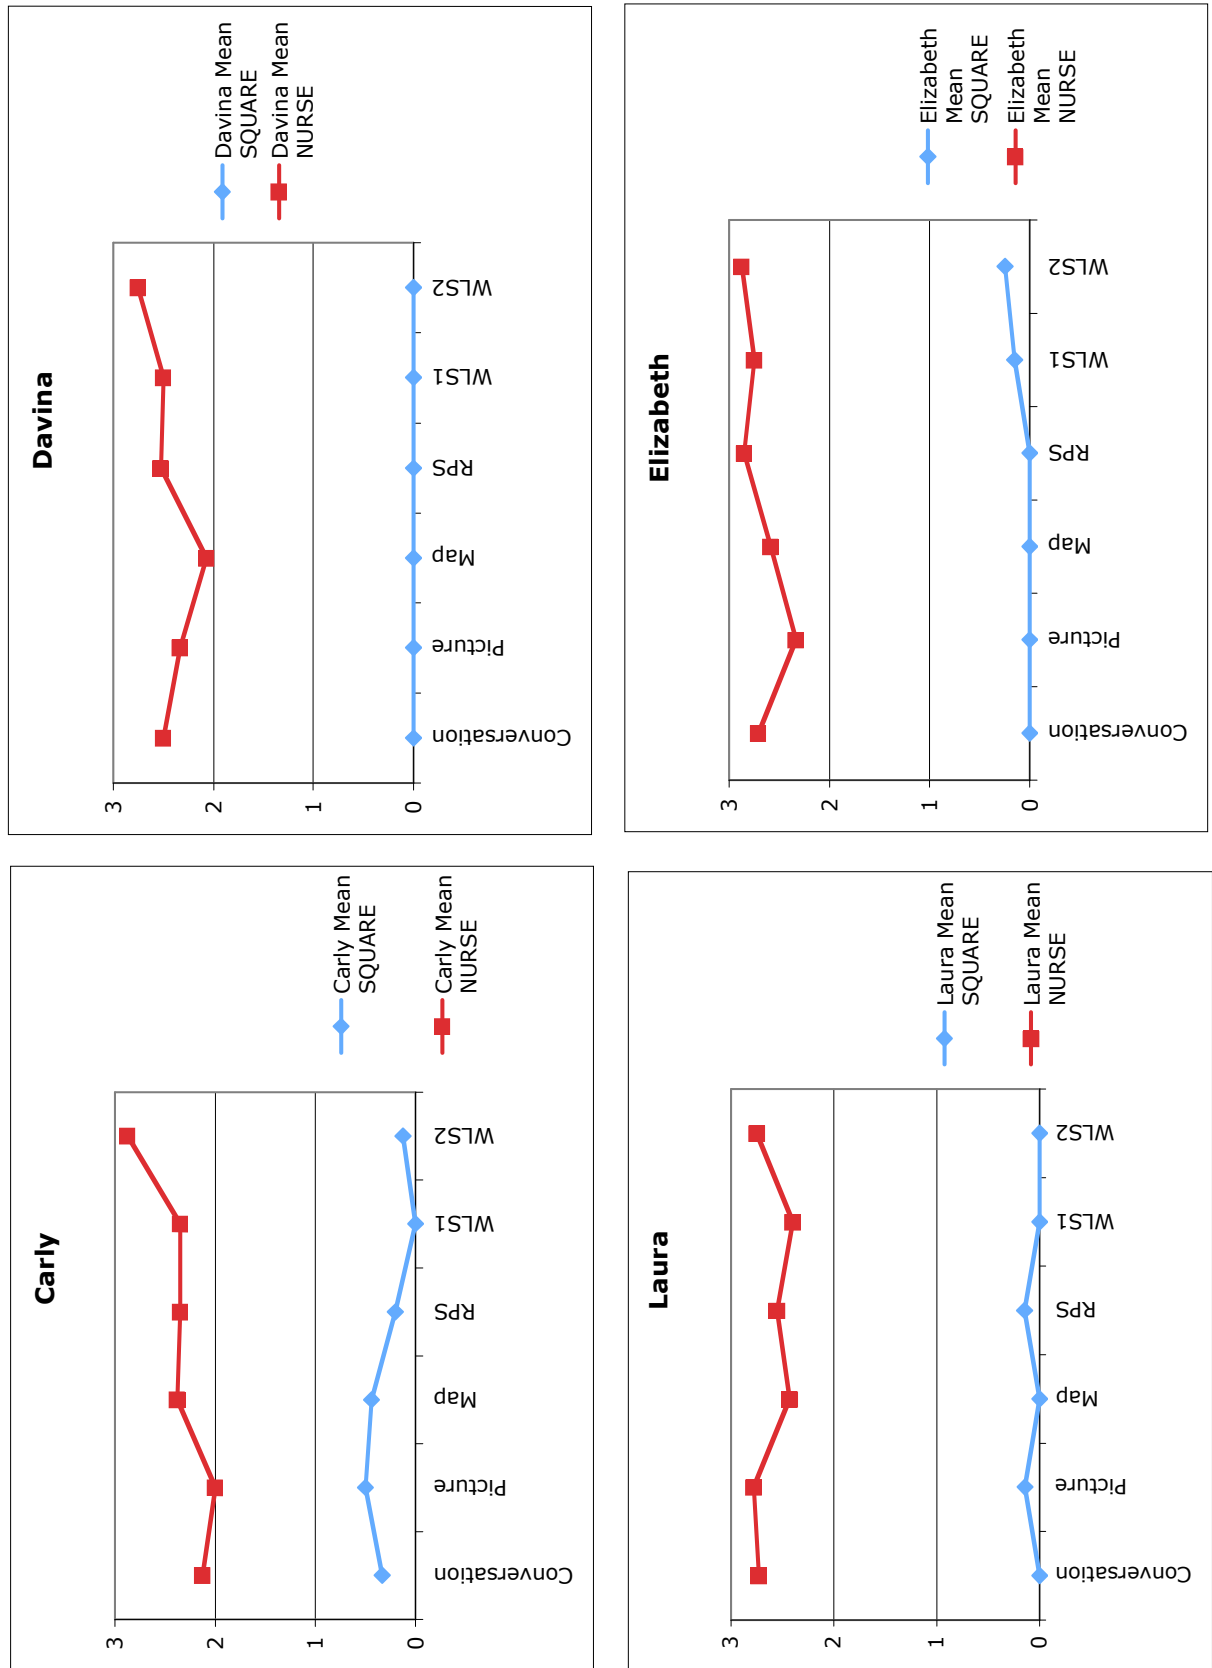 Carly
3
2
1
0
Conversation
Picture
Map
RPS
WLS1
WLS2
Carly Mean
SQUARE
Carly Mean
NURSE
Davina
3
2
1
0
Conversation
Picture
Map
RPS
WLS1
WLS2
Davina Mean
SQUARE
Davina Mean
NURSE
Laura
3
2
1
0
Conversation
Picture
Map
RPS
WLS1
WLS2
Laura Mean
SQUARE
Laura Mean
NURSE
Elizabeth
3
2
1
0
Conversation
Picture
Map
RPS
WLS1
WLS2
Elizabeth
Mean
SQUARE
Elizabeth
Mean
NURSE